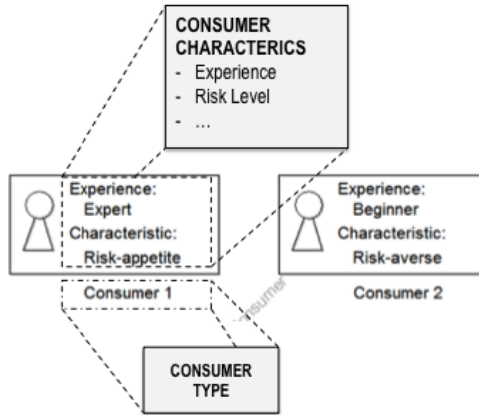 CONSUMER
CHARACTERICS
- Experience
- Risk Level
- ...
Experience:
Expert
Characteristic:
Risk-appetite
Consumer 1
Experience:
Beginner
Characteristic:
Risk-averse
Consumer 2
onsumer
CONSUMER
TYPE